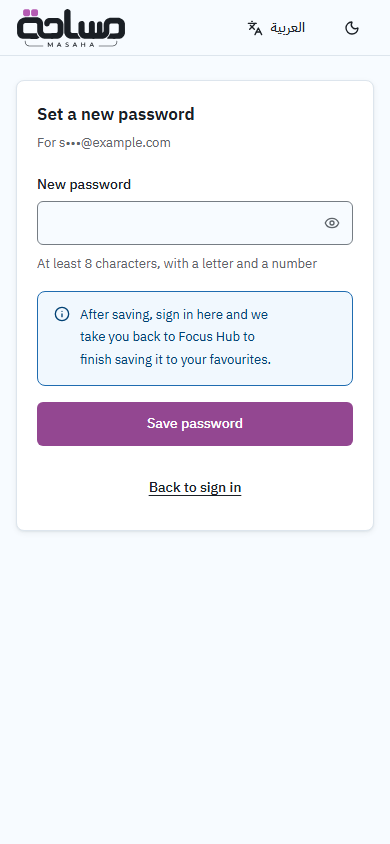 مساحة
MASAHA
العربية
Set a new password
For s•••@example.com
New password
At least 8 characters, with a letter and a number
After saving, sign in here and we
take you back to Focus Hub to
finish saving it to your favourites.
Save password
Back to sign in